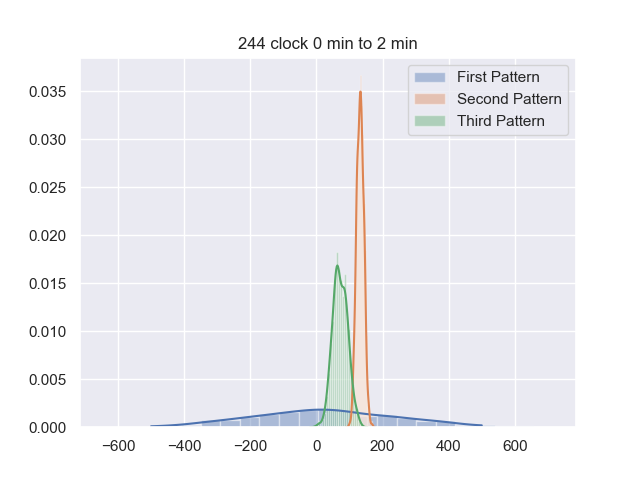 244 clock 0 min to 2 min
First Pattern
Second Pattern
Third Pattern
0.035
0.030
0.025
0.020
0.015
0.010
0.005
0.000
−600 −400 −200 0 200 400 600